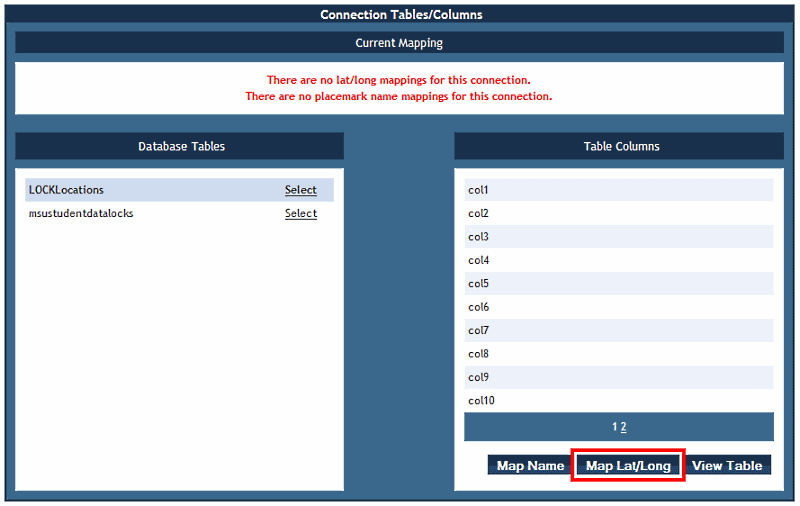 Connection Tables/Columns
Current Mapping
There are no lat/long mappings for this connection.
There are no placemark name mappings for this connection.
Database Tables
LOCKLocations Select
msustudentdatalocks Select
Table Columns
col1
col2
col3
col4
col5
col6
col7
col8
col9
col10
1 2
Map Name Map Lat/Long View Table